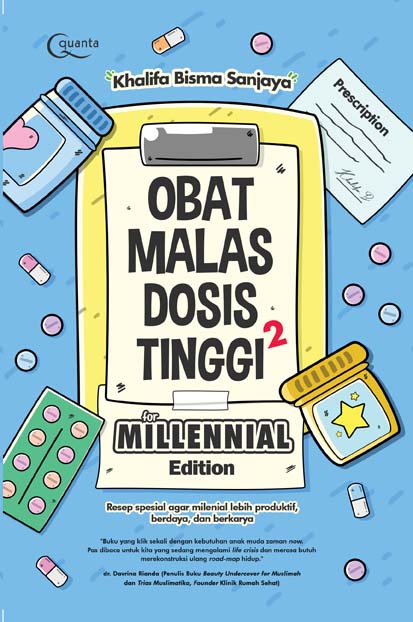 quanta
Khalifa Bisma Sanjaya
Prescription
OBAT
MALAS
DOSIS
TINGGI 2
for
MILLENNIAL
Edition
Resep spesial agar milenial lebih produktif,
berdaya, dan berkarya
"Buku yang klik sekali dengan kebutuhan anak muda zaman now.
Pas dibaca untuk kita yang sedang mengalami life crisis dan merasa butuh
merekonstruksi ulang road-map hidup."
dr. Davrina Rianda (Penulis Buku Beauty Undercover for Muslimah
dan Trias Muslimatika, Founder Klinik Rumah Sehat)